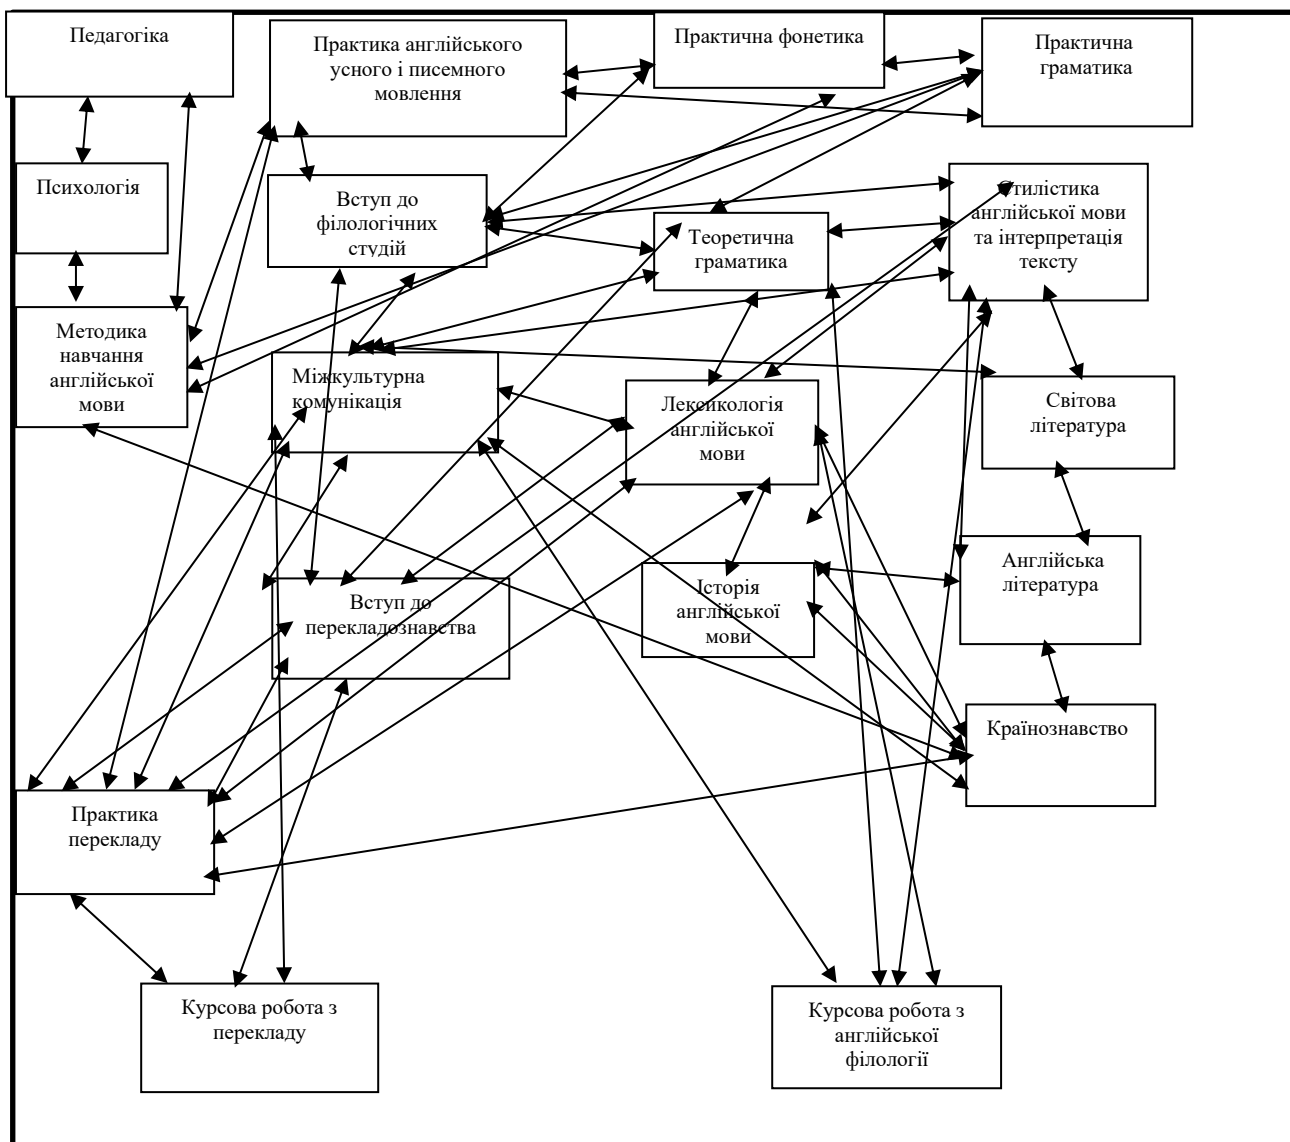 Педагогіка
Практика англійського
усного і писемного
мовлення
Практична фонетика
Практична
граматика
Психологія
Вступ до
філологічних
студій
Теоретична
граматика
Стилістика
англійської мови
та інтерпретація
тексту
Методика
навчання
англійської
мови
Міжкультурна
комунікація
Лексикологія
англійської
мови
Світова
література
Вступ до
перекладознавства
Історія
англійської
мови
Англійська
література
Країнознавство
Практика
перекладу
Курсова робота з
перекладу
Курсова робота з
англійської
філології